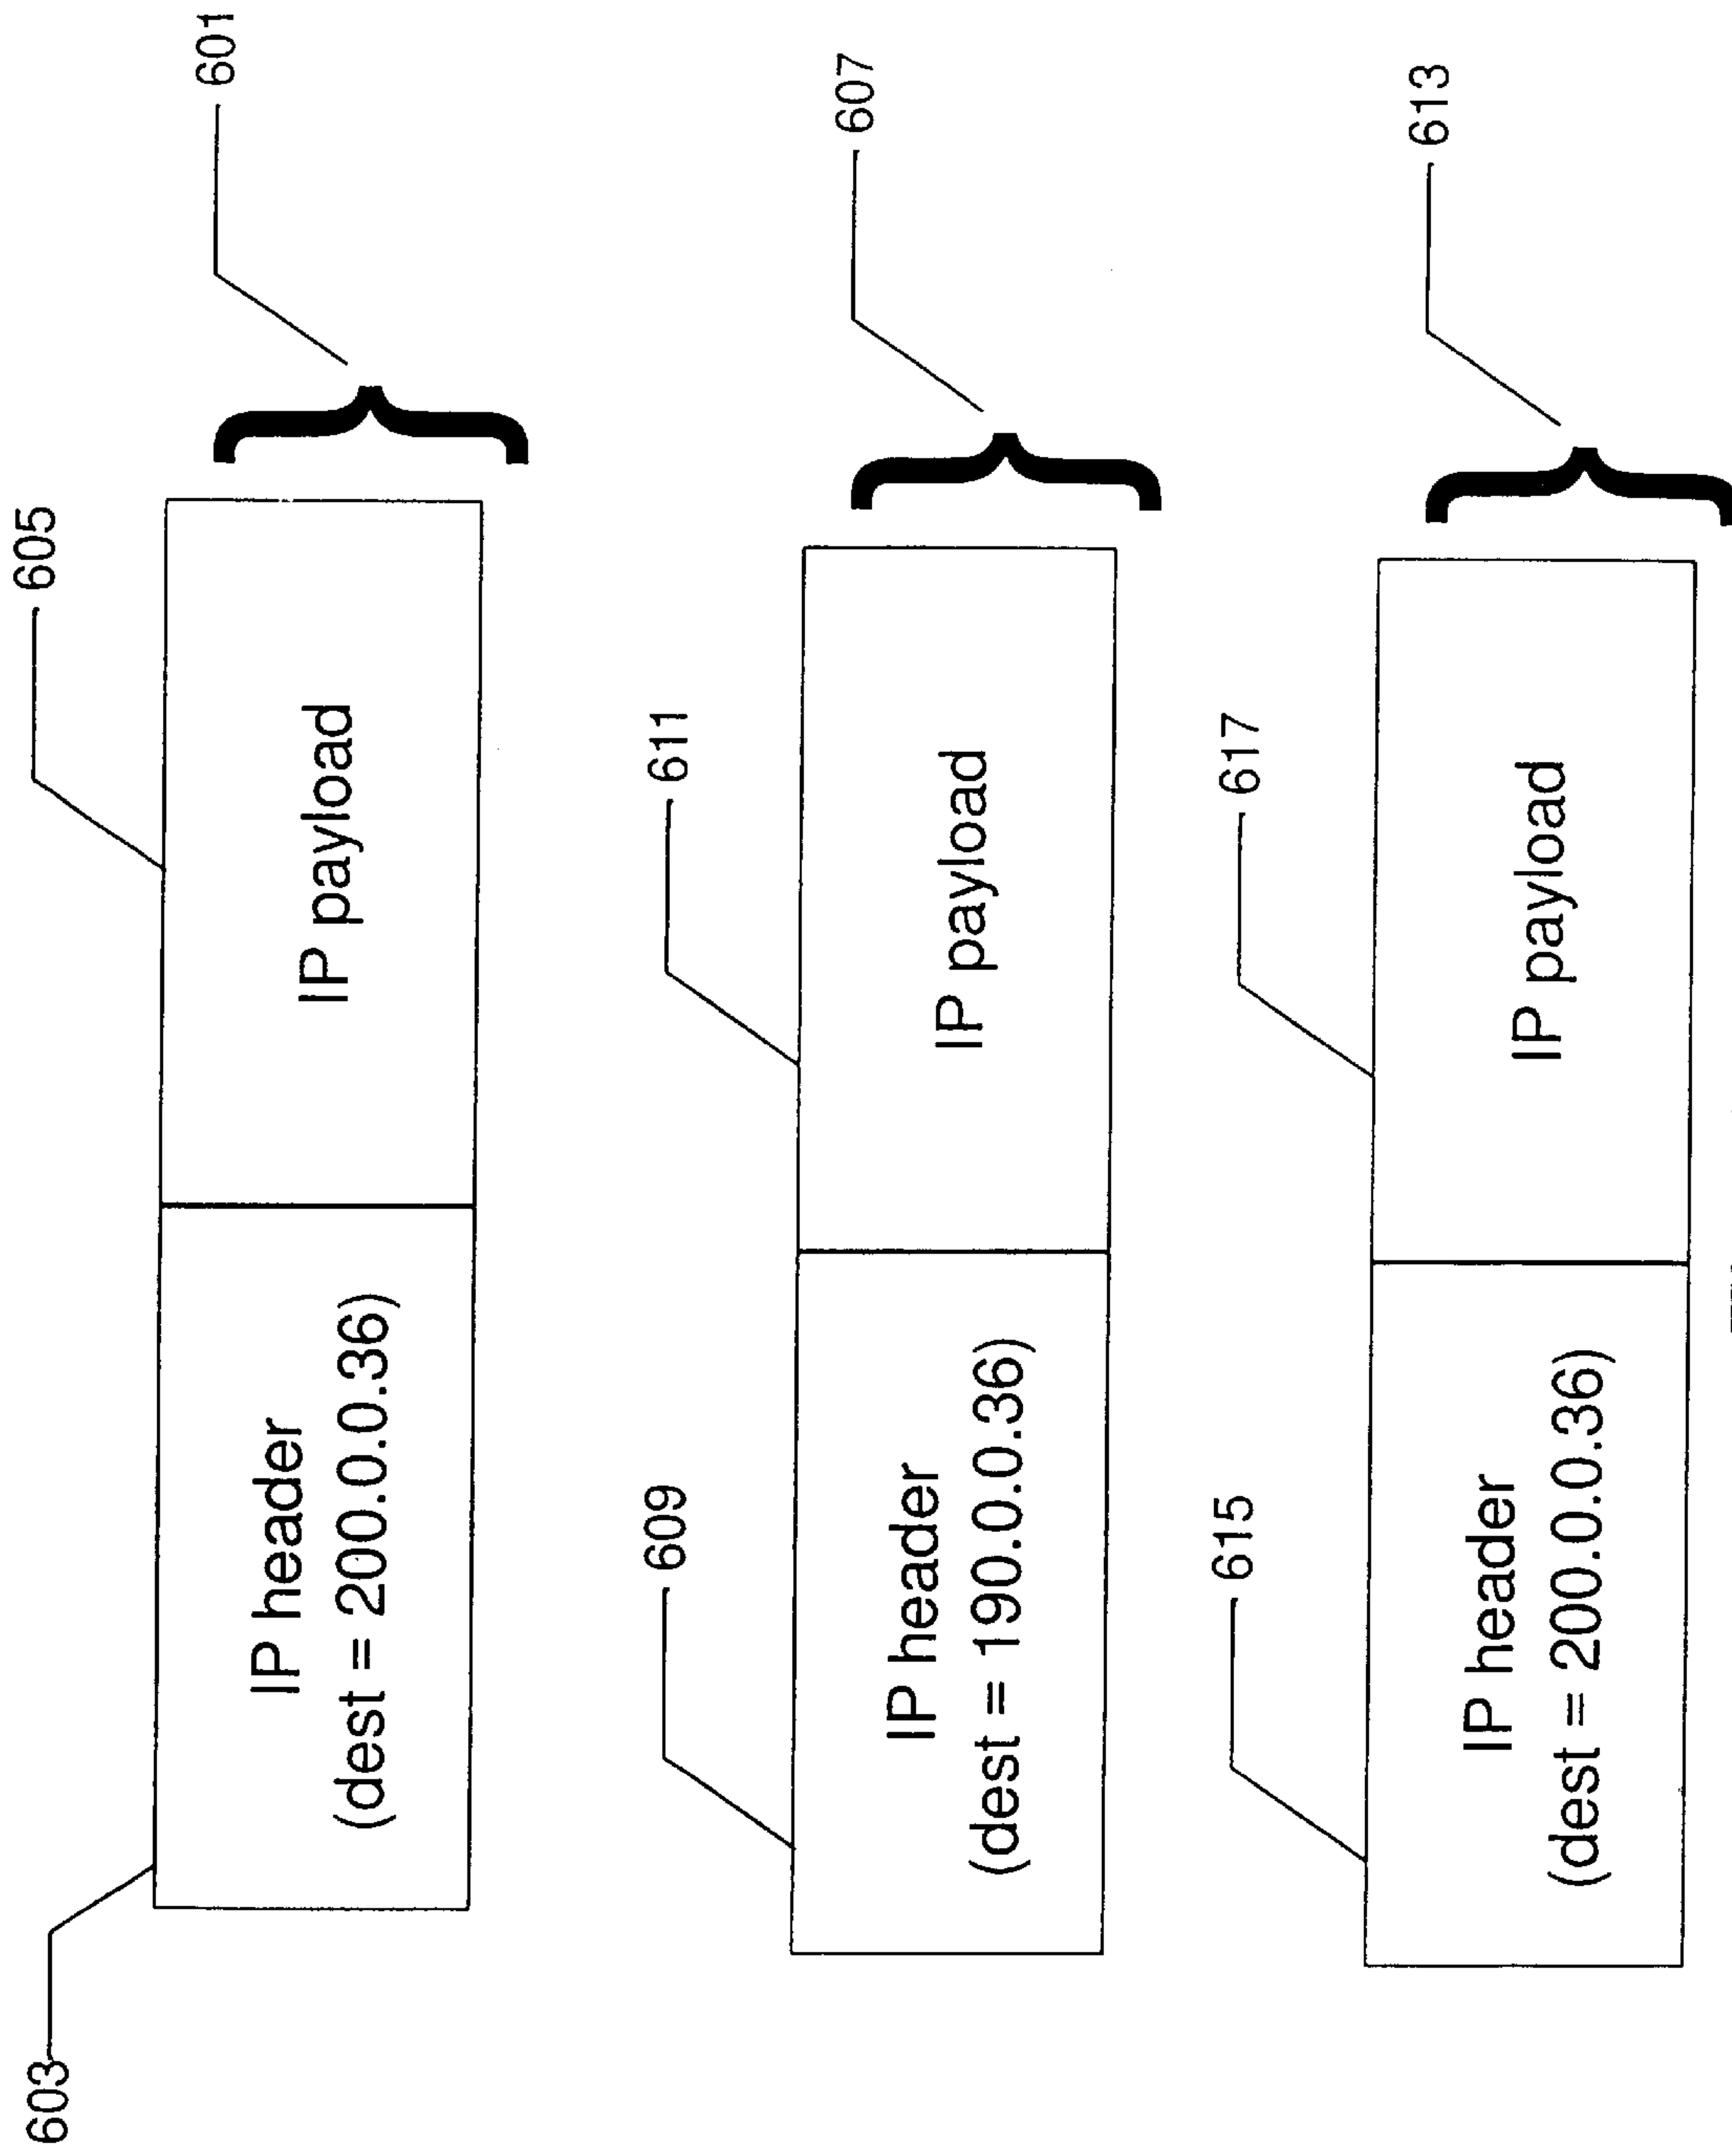 601
605
603
IP header
(dest = 200.0.0.36)
IP payload
607
611
609
IP header
(dest = 190.0.0.36)
IP payload
613
617
615
IP header
(dest = 200.0.0.36)
IP payload